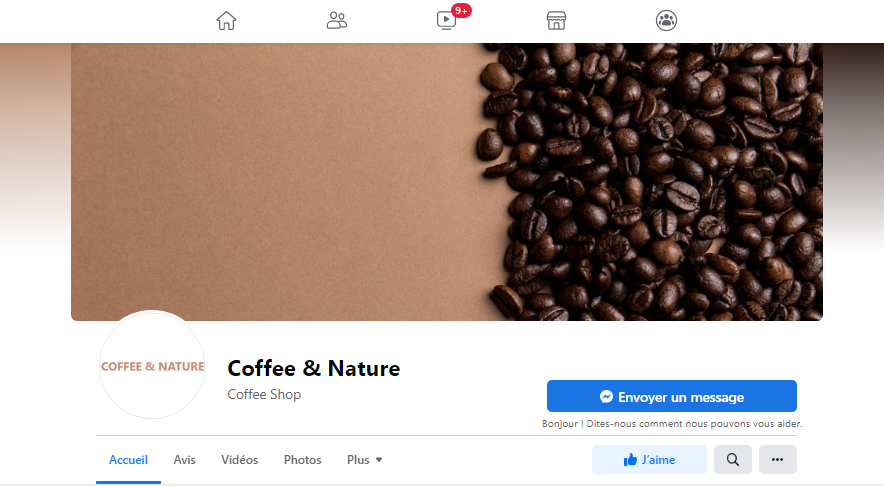 9+
COFFEE & NATURE
Coffee & Nature
Coffee Shop
Envoyer un message
Bonjour ! Dites-nous comment nous pouvons vous aider.
Accueil Avis Vidéos Photos Plus J'aime